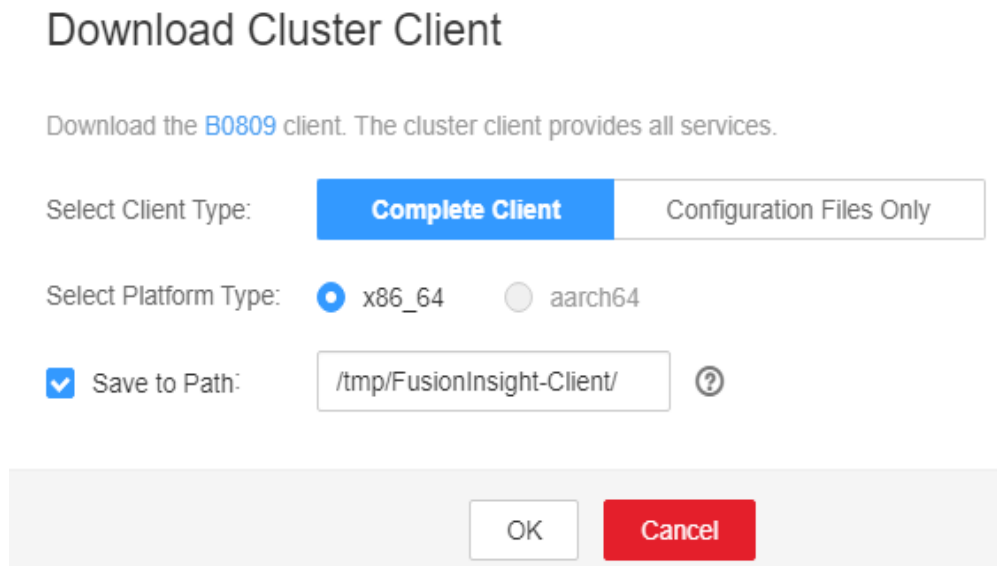 Download Cluster Client
Download the B0809 client. The cluster client provides all services.
Select Client Type: Complete Client Configuration Files Only
Select Platform Type: x86_64 aarch64
Save to Path: /tmp/FusionInsight-Client/ ?
OK Cancel